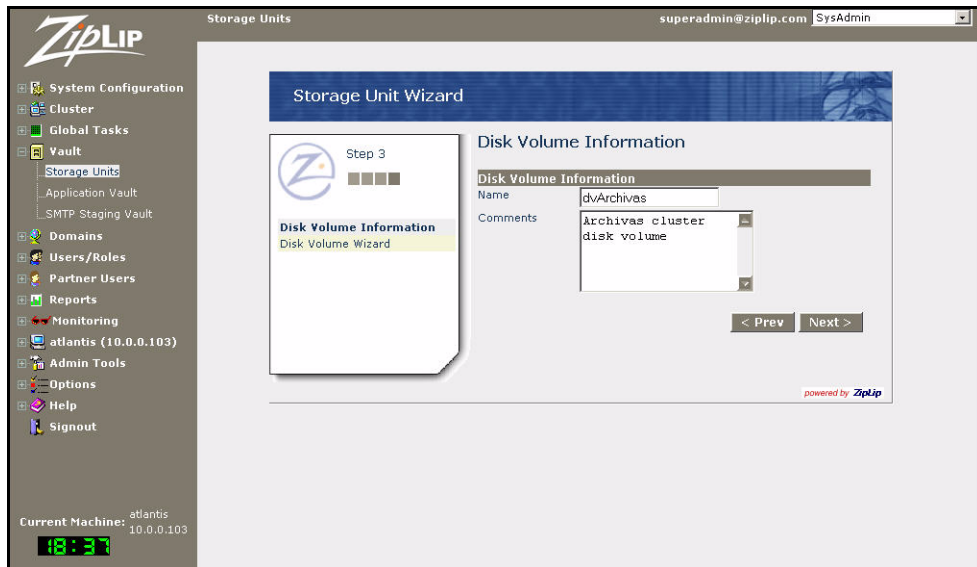 ZipLip
Storage Units
superadmin@ziplip.com SysAdmin
System Configuration
Cluster
Global Tasks
Vault
Storage Units
Application Vault
SMTP Staging Vault
Domains
Users/Roles
Partner Users
Reports
Monitoring
atlantis (10.0.0.103)
Admin Tools
Options
Help
Signout
Current Machine: atlantis
10.0.0.103
18:37
Storage Unit Wizard
Step 3
Disk Volume Information
Disk Volume Wizard
Disk Volume Information
Disk Volume Information
Name dvArchivas
Comments Archivas cluster
disk volume
< Prev Next >
powered by ZipLip